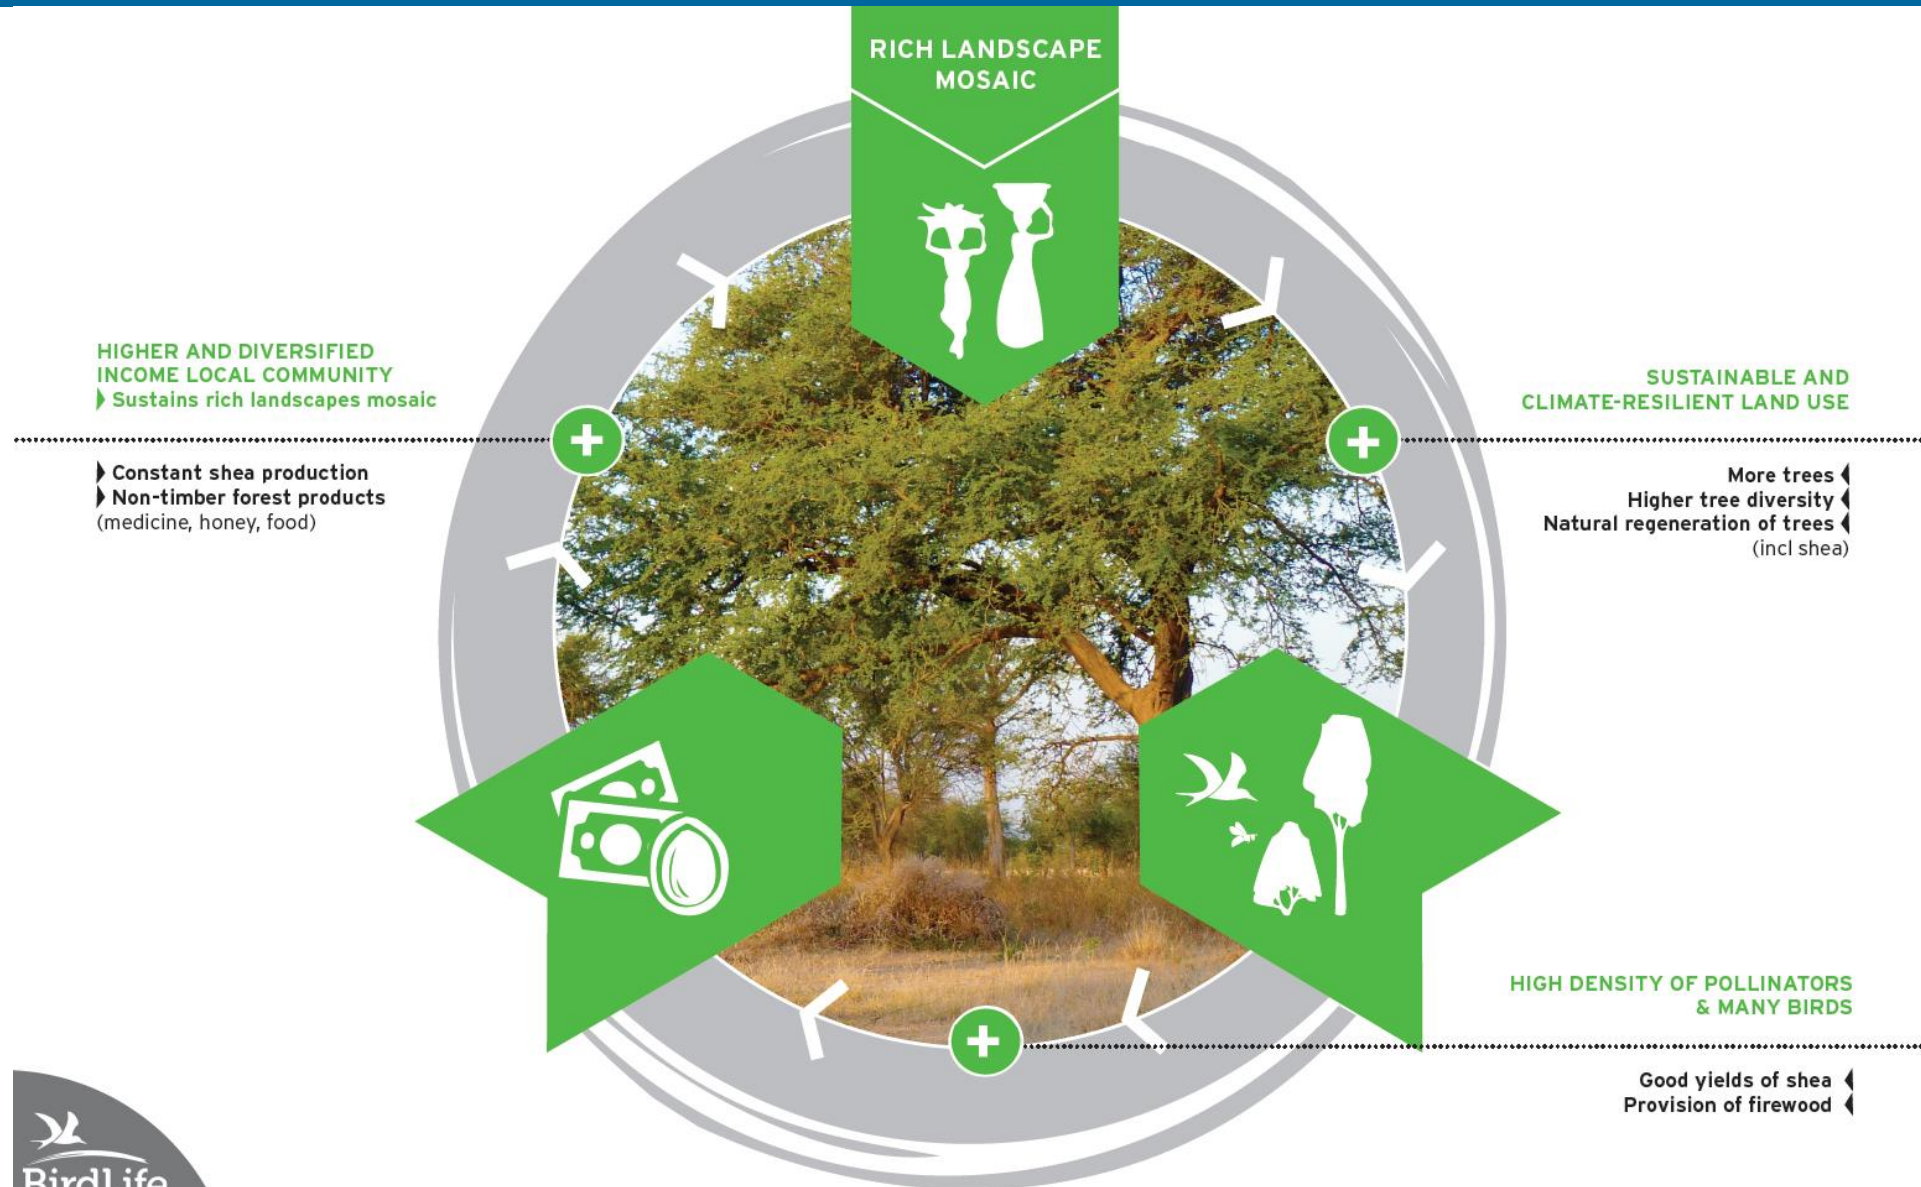 RICH LANDSCAPE
MOSAIC
HIGHER AND DIVERSIFIED
INCOME LOCAL COMMUNITY
Sustains rich landscapes mosaic
Constant shea production
Non-timber forest products
(medicine, honey, food)
SUSTAINABLE AND
CLIMATE-RESILIENT LAND USE
More trees
Higher tree diversity
Natural regeneration of trees
(incl shea)
HIGH DENSITY OF POLLINATORS
& MANY BIRDS
Good yields of shea
Provision of firewood
BirdLife